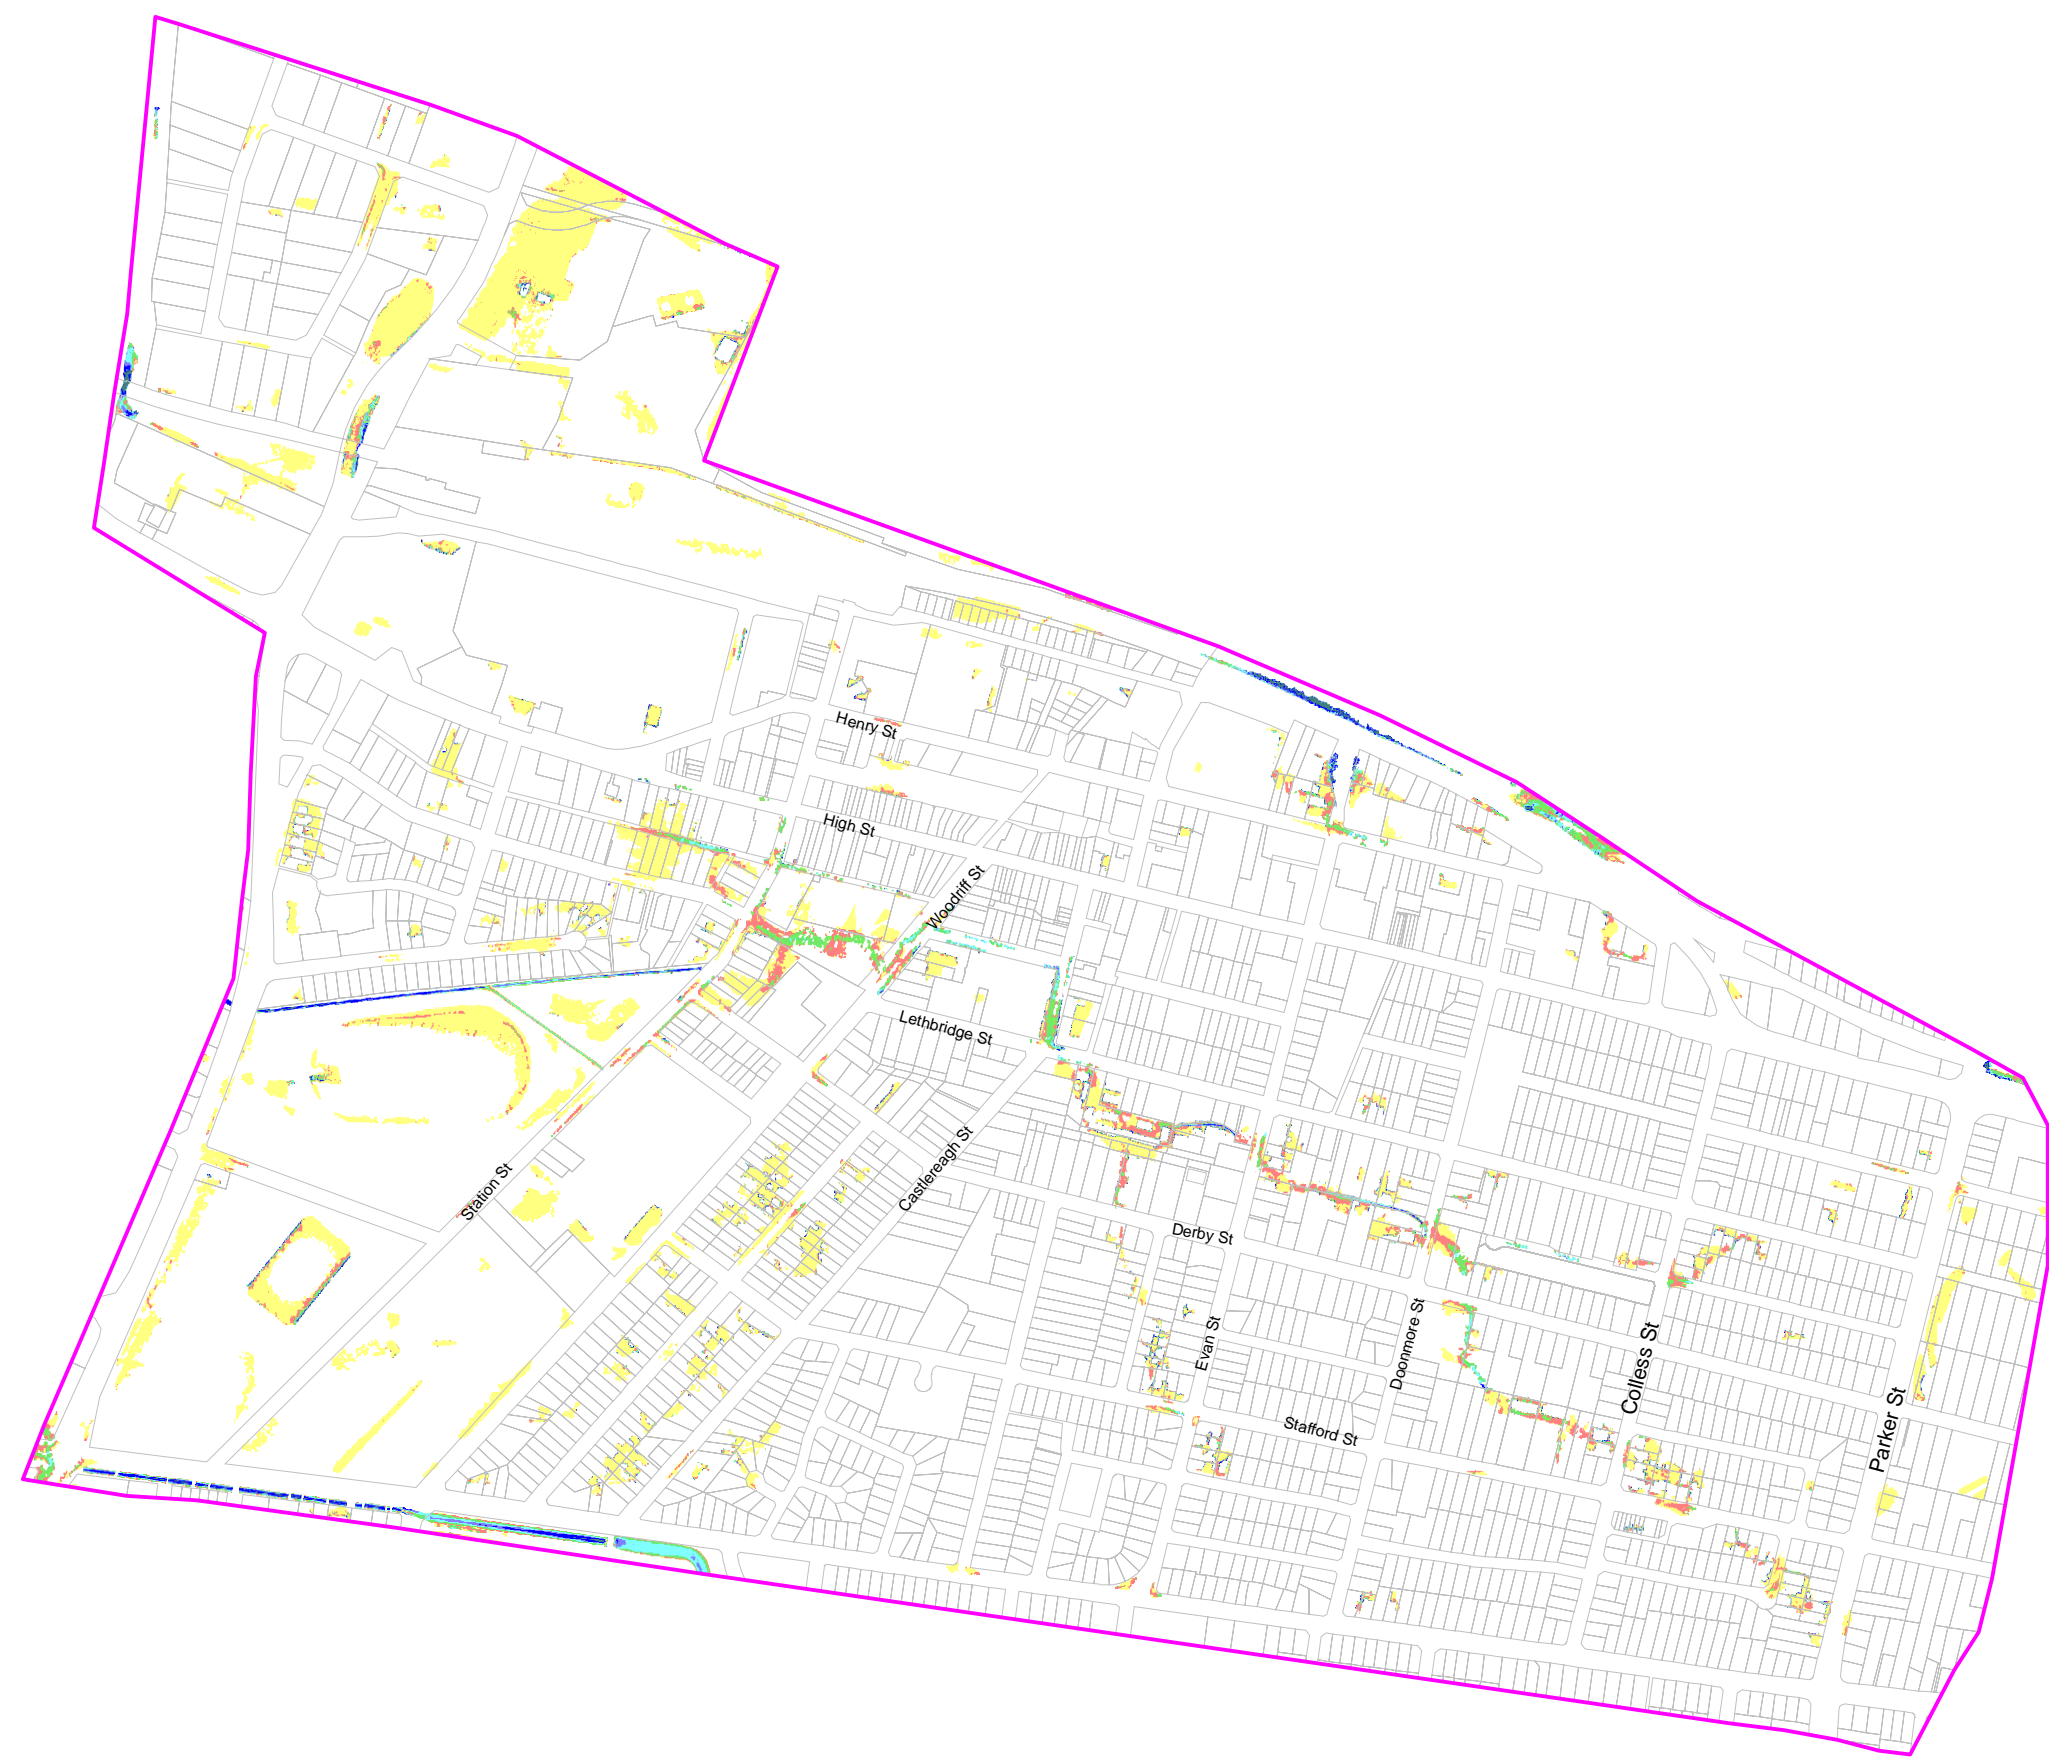 Henry St
High St
Woodriff St
Lethbridge St
Castlereagh St
Station St
Derby St
Evan St
Doonmore St
Colless St
Parker St
Stafford St